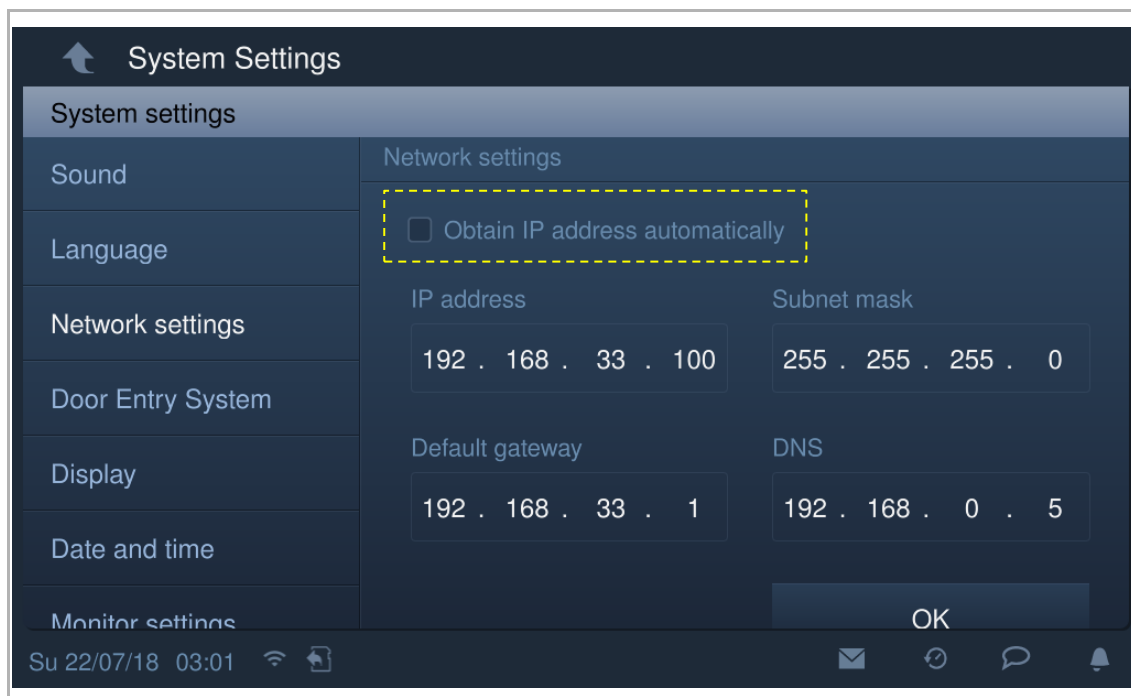 System Settings
System settings
Sound
Language
Network settings
Door Entry System
Display
Date and time
Monitor settings
Network settings
Obtain IP address automatically
IP address
192 . 168 . 33 . 100
Subnet mask
255 . 255 . 255 . 0
Default gateway
192 . 168 . 33 . 1
DNS
192 . 168 . 0 . 5
OK
Su 22/07/18 03:01